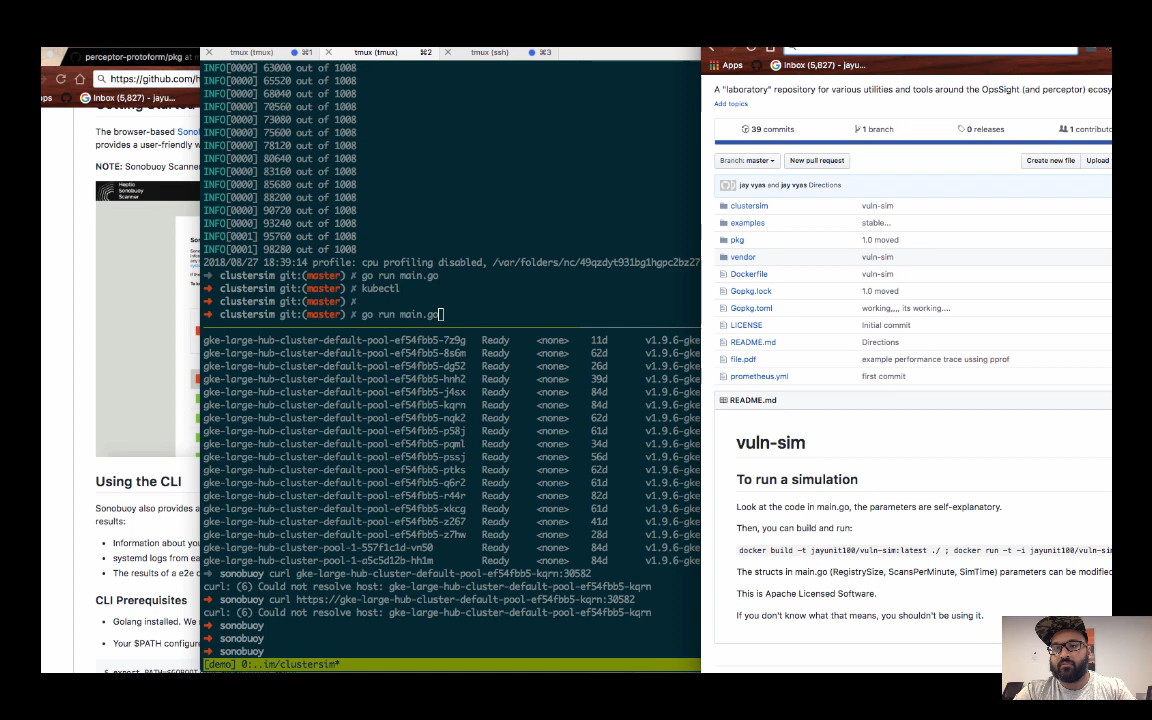 perceptor-protoform/pkg at
https://github.com/h
Inbox (5,827) - jayu...
The browser-based Sonob
provides a user-friendly w
NOTE: Sonobuoy Scanner
Heptio
Sonobuoy
Scanner
Using the CLI
Sonobuoy also provides a
results:
Information about you
systemd logs from ea
The results of a e2e c
CLI Prerequisites
Golang installed. We
Your $PATH configure
tmux (tmux) ⌘1
tmux (tmux) ⌘2
tmux (ssh) ⌘3
INFO[0000] 63000 out of 1008
INFO[0000] 65520 out of 1008
INFO[0000] 68040 out of 1008
INFO[0000] 70560 out of 1008
INFO[0000] 73080 out of 1008
INFO[0000] 75600 out of 1008
INFO[0000] 78120 out of 1008
INFO[0000] 80640 out of 1008
INFO[0000] 83160 out of 1008
INFO[0000] 85680 out of 1008
INFO[0000] 88200 out of 1008
INFO[0000] 90720 out of 1008
INFO[0000] 93240 out of 1008
INFO[0001] 95760 out of 1008
INFO[0001] 98280 out of 1008
2018/08/27 18:39:14 profile: cpu profiling disabled, /var/folders/nc/49qzdyt931bg1hgpc2bz27
➜ clustersim git:(master) ✗ go run main.go
➜ clustersim git:(master) ✗ kubectl
➜ clustersim git:(master) ✗
➜ clustersim git:(master) ✗ go run main.go
gke-large-hub-cluster-default-pool-ef54fbb5-7z9g Ready <none> 11d v1.9.6-gke
gke-large-hub-cluster-default-pool-ef54fbb5-8s6m Ready <none> 62d v1.9.6-gke
gke-large-hub-cluster-default-pool-ef54fbb5-dg52 Ready <none> 26d v1.9.6-gke
gke-large-hub-cluster-default-pool-ef54fbb5-hnh2 Ready <none> 39d v1.9.6-gke
gke-large-hub-cluster-default-pool-ef54fbb5-j4sx Ready <none> 84d v1.9.6-gke
gke-large-hub-cluster-default-pool-ef54fbb5-kqrn Ready <none> 84d v1.9.6-gke
gke-large-hub-cluster-default-pool-ef54fbb5-nqk2 Ready <none> 62d v1.9.6-gke
gke-large-hub-cluster-default-pool-ef54fbb5-p58j Ready <none> 61d v1.9.6-gke
gke-large-hub-cluster-default-pool-ef54fbb5-pqml Ready <none> 34d v1.9.6-gke
gke-large-hub-cluster-default-pool-ef54fbb5-pssj Ready <none> 56d v1.9.6-gke
gke-large-hub-cluster-default-pool-ef54fbb5-ptks Ready <none> 62d v1.9.6-gke
gke-large-hub-cluster-default-pool-ef54fbb5-q6r2 Ready <none> 61d v1.9.6-gke
gke-large-hub-cluster-default-pool-ef54fbb5-r44r Ready <none> 82d v1.9.6-gke
gke-large-hub-cluster-default-pool-ef54fbb5-xkcg Ready <none> 61d v1.9.6-gke
gke-large-hub-cluster-default-pool-ef54fbb5-z267 Ready <none> 41d v1.9.6-gke
gke-large-hub-cluster-default-pool-ef54fbb5-z7hw Ready <none> 28d v1.9.6-gke
gke-large-hub-cluster-pool-1-557f1c1d-vn50 Ready <none> 84d v1.9.6-gke
gke-large-hub-cluster-pool-1-a5c5d12b-hh1m Ready <none> 84d v1.9.6-gke
➜ sonobuoy curl gke-large-hub-cluster-default-pool-ef54fbb5-kqrn:30582
curl: (6) Could not resolve host: gke-large-hub-cluster-default-pool-ef54fbb5-kqrn
➜ sonobuoy curl https://gke-large-hub-cluster-default-pool-ef54fbb5-kqrn:30582
curl: (6) Could not resolve host: gke-large-hub-cluster-default-pool-ef54fbb5-kqrn
➜ sonobuoy
➜ sonobuoy
➜ sonobuoy
[demo] 0:..im/clustersim*
Apps Inbox (5,827) - jayu...
A "laboratory" repository for various utilities and tools around the OpsSight (and perceptor) ecosy
Add topics
39 commits 1 branch 0 releases 1 contributo
Branch: master New pull request Create new file Upload
jay vyas and jay vyas Directions
clustersim vuln-sim
examples stable...
pkg 1.0 moved
vendor vuln-sim
Dockerfile vuln-sim
Gopkg.lock 1.0 moved
Gopkg.toml working,,,, its working....
LICENSE Initial commit
README.md Directions
file.pdf example performance trace ussing pprof
prometheus.yml first commit
README.md
vuln-sim
To run a simulation
Look at the code in main.go, the parameters are self-explanatory.
Then, you can build and run:
docker build -t jayunit100/vuln-sim:latest ./ ; docker run -t -i jayunit100/vuln-sim
The structs in main.go (RegistrySize, ScansPerMinute, SimTime) parameters can be modified
This is Apache Licensed Software.
If you don't know what that means, you shouldn't be using it.